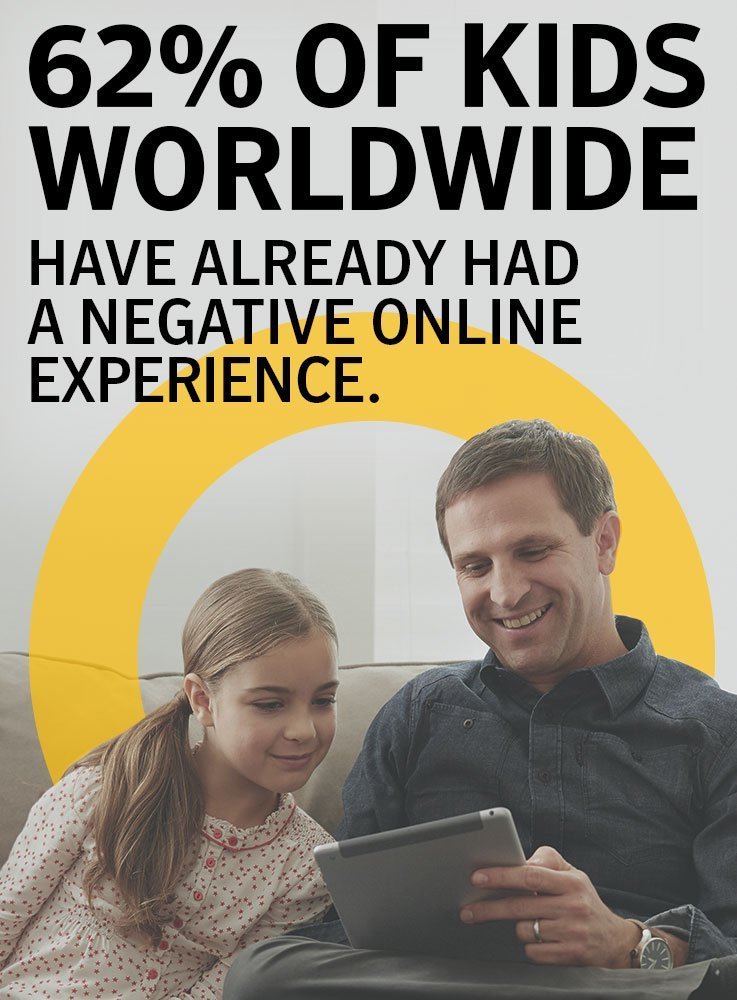 62% OF KIDS
WORLDWIDE
HAVE ALREADY HAD
A NEGATIVE ONLINE
EXPERIENCE.